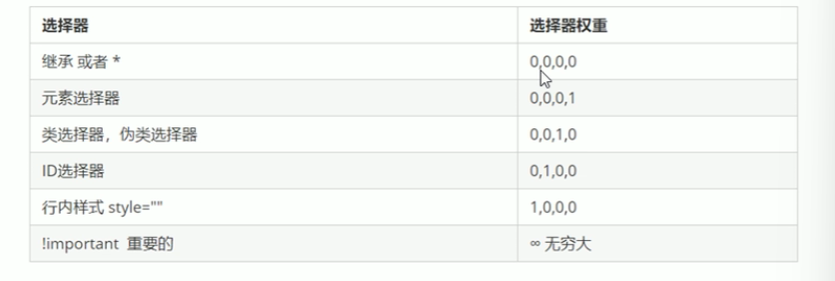 选择器 选择器权重
继承 或者 * 0,0,0,0
元素选择器 0,0,0,1
类选择器，伪类选择器 0,0,1,0
ID选择器 0,1,0,0
行内样式 style="" 1,0,0,0
!important 重要的 ∞ 无穷大